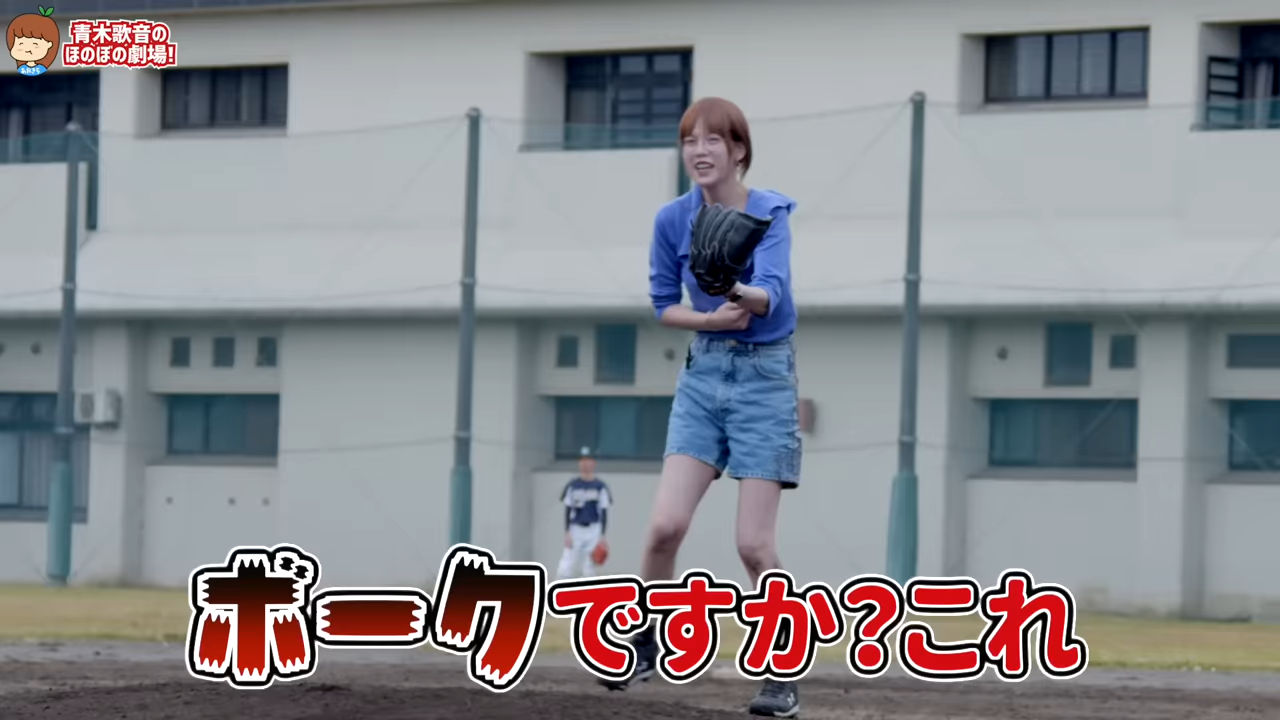 青木歌音の
ほのぼの劇場!
ボークですか?これ